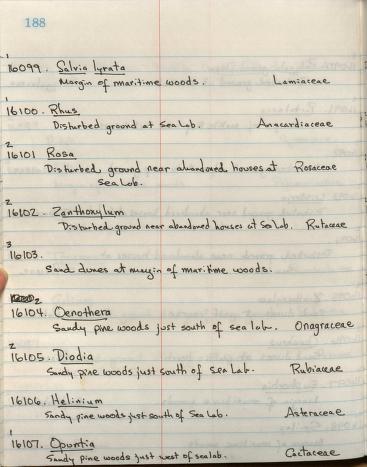 188
1
16099. Salvia lyrata
Margin of maritime woods. Lamiaceae
1
16100. Rhus
Disturbed ground at Sea Lab. Anacardiaceae
2
16101 Rosa
Disturbed ground near abandoned houses at Rosaceae
Sea Lob.
2
16102. Zanthoxylum
Disturbed ground near abandoned houses at Sea Lab. Rutaceae
3
16103.
Sand dunes at margin of maritime woods.
2
16104. Oenothera
Sandy pine woods just south of sea lab. Onagraceae
2
16105. Diodia
Sandy pine woods just south of Sea Lab. Rubiaceae
16106. Helinium
Sandy pine woods just south of Sea Lab. Asteraceae
1
16107. Opuntia
Sandy pine woods just west of sealab. Cactaceae